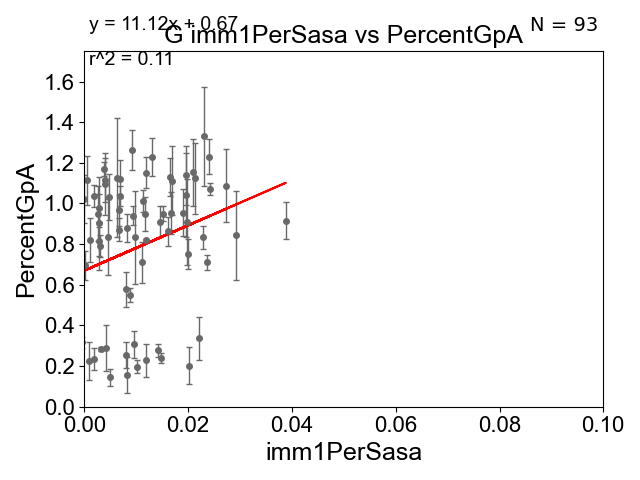 y = 11.12x + 0.67
N = 93
G imm1PerSasa vs PercentGpA
r^2 = 0.11
PercentGpA
1.6
1.4
1.2
1.0
0.8
0.6
0.4
0.2
0.0
0.00 0.02 0.04 0.06 0.08 0.10
imm1PerSasa